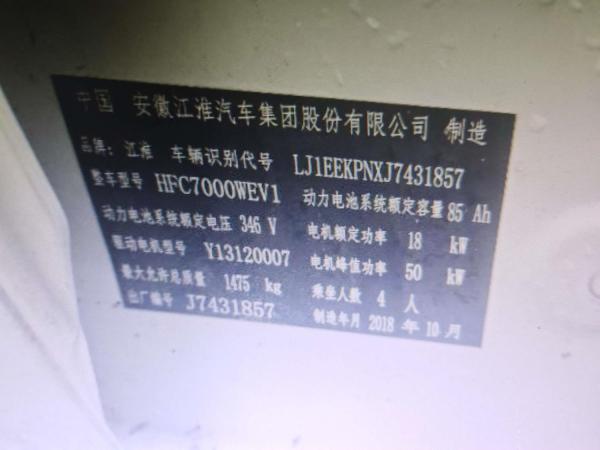 中国 安徽江淮汽车集团股份有限公司 制造
品牌：江淮 车辆识别代号 LJ1EEKPNXJ7431857
整车型号 HFC7000WEV1 动力电池系统额定容量 85 Ah
动力电池系统额定电压 346 V 电机额定功率 18 kW
驱动电机型号 Y13120007 电机峰值功率 50 kW
最大允许总质量 1475 kg 乘坐人数 4 人
出厂编号 J7431857 制造年月 2018 年 10 月